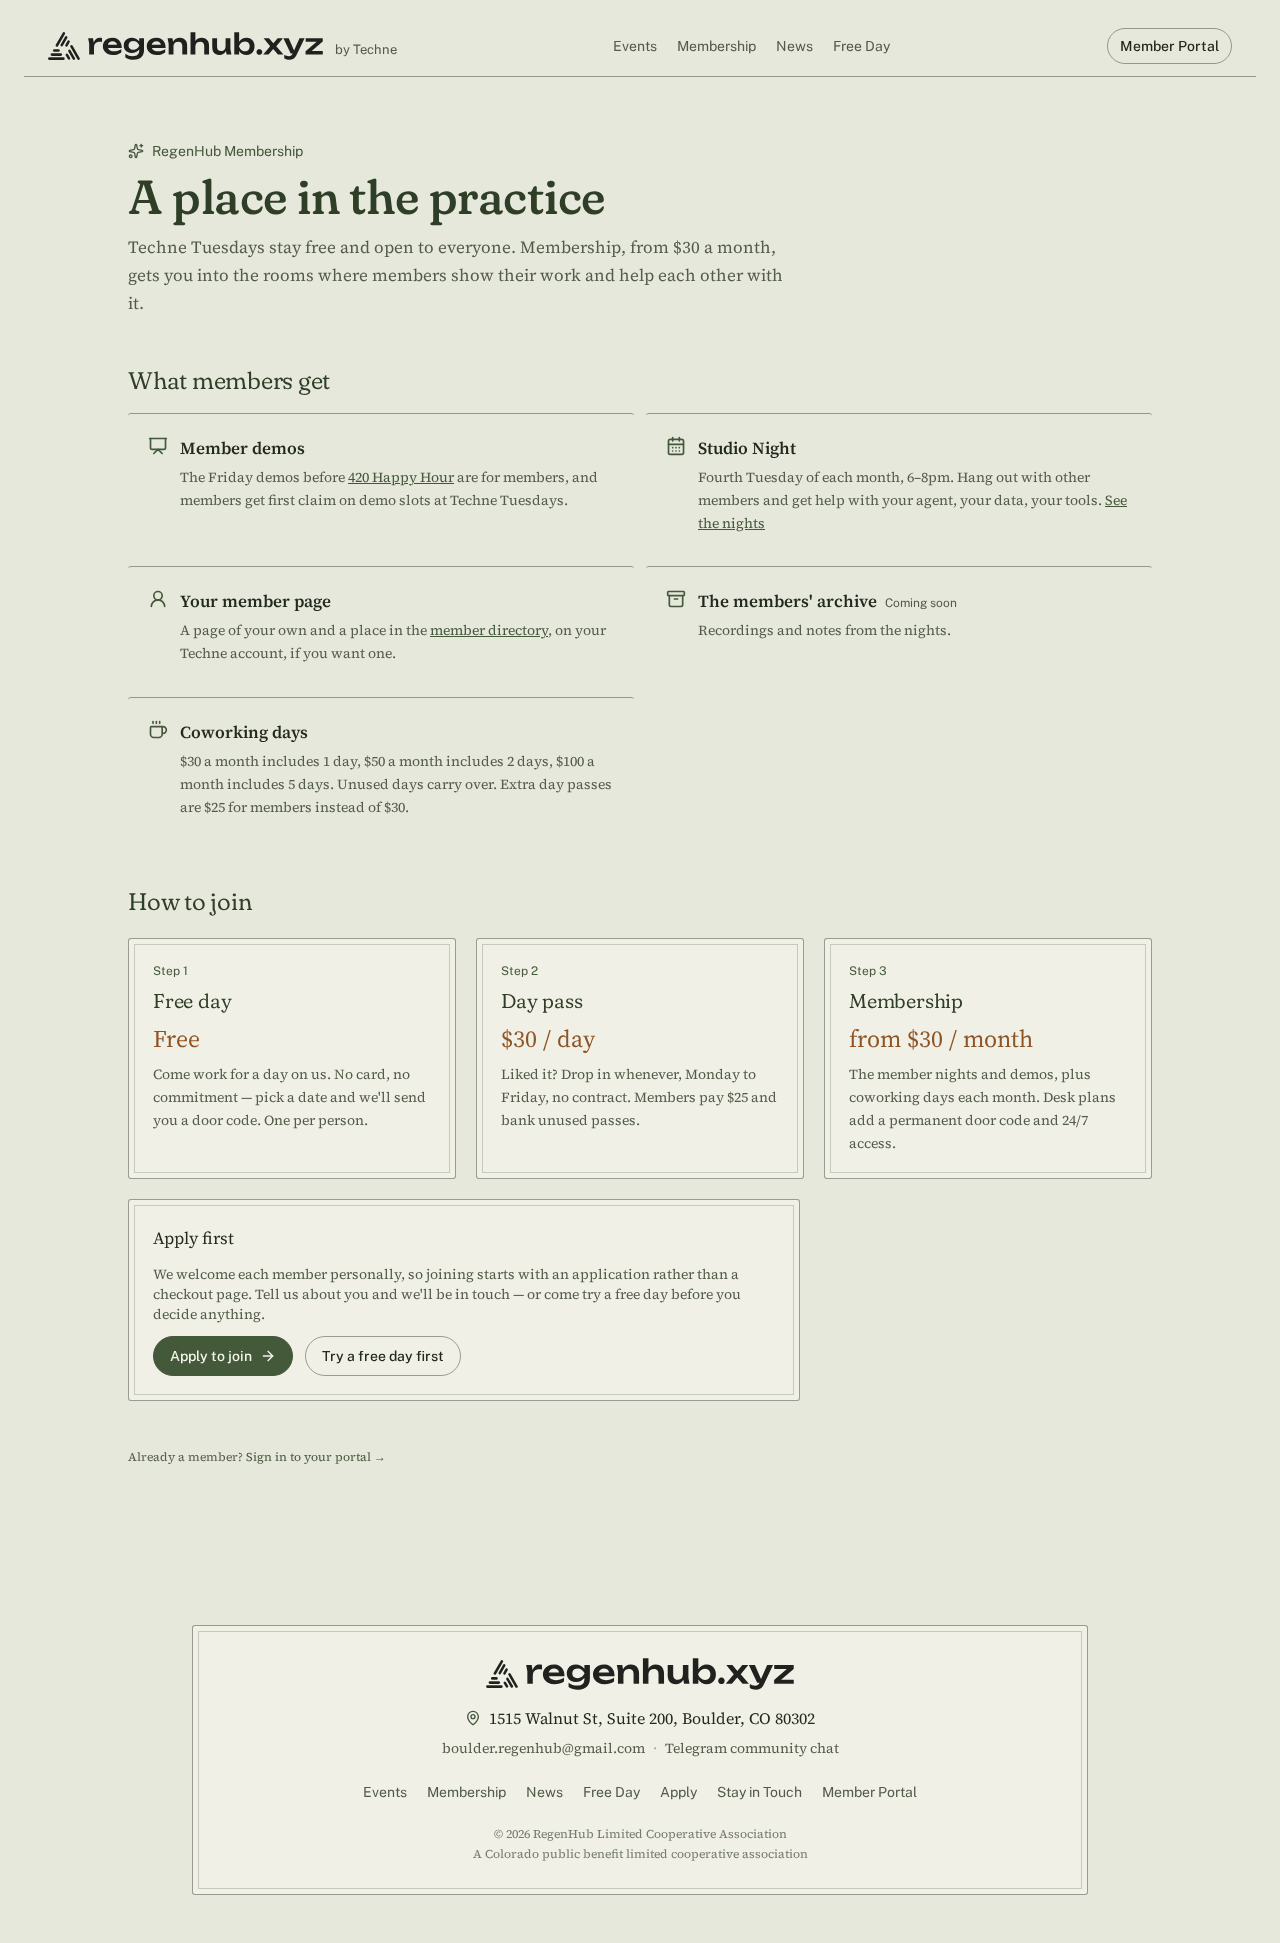 regenhub.xyz by Techne
Events Membership News Free Day
Member Portal
RegenHub Membership
A place in the practice
Techne Tuesdays stay free and open to everyone. Membership, from $30 a month,
gets you into the rooms where members show their work and help each other with
it.
What members get
Member demos
The Friday demos before 420 Happy Hour are for members, and
members get first claim on demo slots at Techne Tuesdays.
Studio Night
Fourth Tuesday of each month, 6–8pm. Hang out with other
members and get help with your agent, your data, your tools. See
the nights
Your member page
A page of your own and a place in the member directory, on your
Techne account, if you want one.
The members' archive Coming soon
Recordings and notes from the nights.
Coworking days
$30 a month includes 1 day, $50 a month includes 2 days, $100 a
month includes 5 days. Unused days carry over. Extra day passes
are $25 for members instead of $30.
How to join
Step 1
Free day
Free
Come work for a day on us. No card, no
commitment — pick a date and we'll send
you a door code. One per person.
Step 2
Day pass
$30 / day
Liked it? Drop in whenever, Monday to
Friday, no contract. Members pay $25 and
bank unused passes.
Step 3
Membership
from $30 / month
The member nights and demos, plus
coworking days each month. Desk plans
add a permanent door code and 24/7
access.
Apply first
We welcome each member personally, so joining starts with an application rather than a
checkout page. Tell us about you and we'll be in touch — or come try a free day before you
decide anything.
Apply to join →
Try a free day first
Already a member? Sign in to your portal →
regenhub.xyz
1515 Walnut St, Suite 200, Boulder, CO 80302
boulder.regenhub@gmail.com · Telegram community chat
Events Membership News Free Day Apply Stay in Touch Member Portal
© 2026 RegenHub Limited Cooperative Association
A Colorado public benefit limited cooperative association